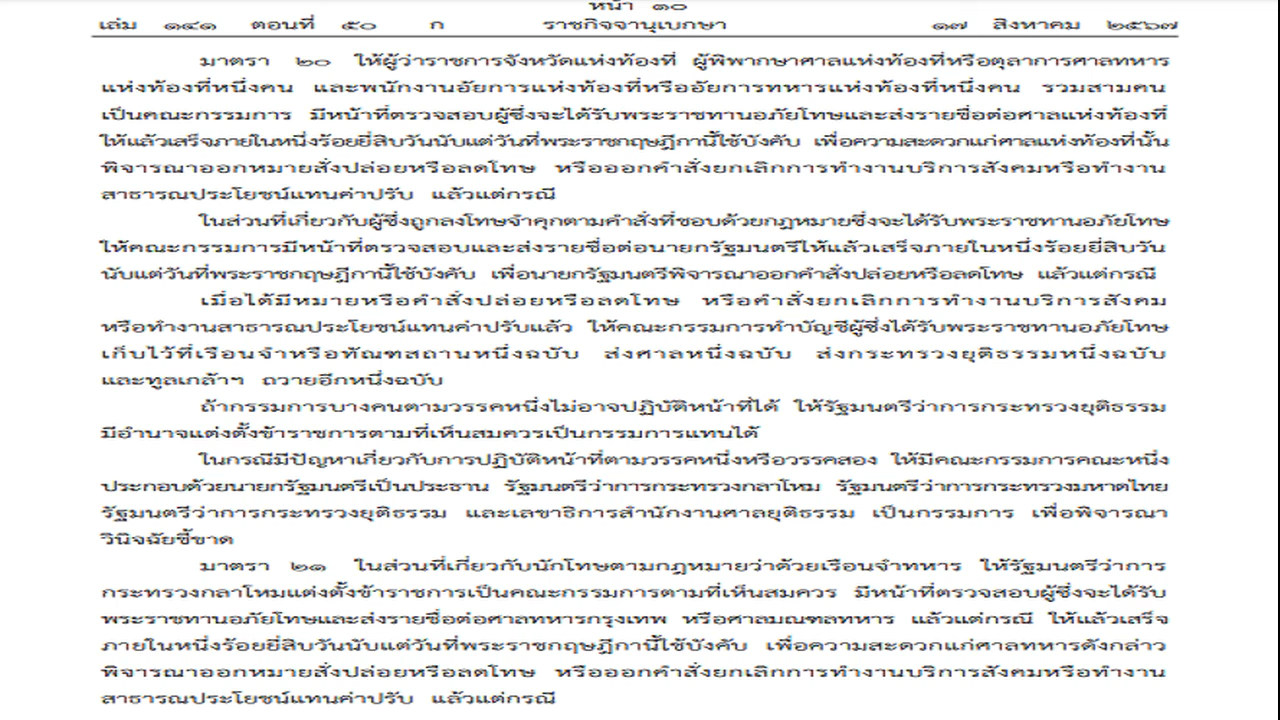 หน้า ๑๐
เล่ม ๑๔๑ ตอนที่ ๕๐ ก ราชกิจจานุเบกษา ๑๗ สิงหาคม ๒๕๖๗
มาตรา ๒๐ ให้ผู้ว่าราชการจังหวัดแห่งท้องที่ ผู้พิพากษาศาลแห่งท้องที่หรือตุลาการศาลทหาร
แห่งท้องที่หนึ่งคน และพนักงานอัยการแห่งท้องที่หรืออัยการทหารแห่งท้องที่หนึ่งคน รวมสามคน
เป็นคณะกรรมการ มีหน้าที่ตรวจสอบผู้ซึ่งจะได้รับพระราชทานอภัยโทษและส่งรายชื่อต่อศาลแห่งท้องที่
ให้แล้วเสร็จภายในหนึ่งร้อยยี่สิบวันนับแต่วันที่พระราชกฤษฎีกานี้ใช้บังคับ เพื่อความสะดวกแก่ศาลแห่งท้องที่นั้น
พิจารณาออกหมายสั่งปล่อยหรือลดโทษ หรือออกคำสั่งยกเลิกการทำงานบริการสังคมหรือทำงาน
สาธารณประโยชน์แทนค่าปรับ แล้วแต่กรณี
ในส่วนที่เกี่ยวกับผู้ซึ่งถูกลงโทษจำคุกตามคำสั่งที่ชอบด้วยกฎหมายซึ่งจะได้รับพระราชทานอภัยโทษ
ให้คณะกรรมการมีหน้าที่ตรวจสอบและส่งรายชื่อต่อนายกรัฐมนตรีให้แล้วเสร็จภายในหนึ่งร้อยยี่สิบวัน
นับแต่วันที่พระราชกฤษฎีกานี้ใช้บังคับ เพื่อนายกรัฐมนตรีพิจารณาออกคำสั่งปล่อยหรือลดโทษ แล้วแต่กรณี
เมื่อได้มีหมายหรือคำสั่งปล่อยหรือลดโทษ หรือคำสั่งยกเลิกการทำงานบริการสังคม
หรือทำงานสาธารณประโยชน์แทนค่าปรับแล้ว ให้คณะกรรมการทำบัญชีผู้ซึ่งได้รับพระราชทานอภัยโทษ
เก็บไว้ที่เรือนจำหรือทัณฑสถานหนึ่งฉบับ ส่งศาลหนึ่งฉบับ ส่งกระทรวงยุติธรรมหนึ่งฉบับ
และทูลเกล้าฯ ถวายอีกหนึ่งฉบับ
ถ้ากรรมการบางคนตามวรรคหนึ่งไม่อาจปฏิบัติหน้าที่ได้ ให้รัฐมนตรีว่าการกระทรวงยุติธรรม
มีอำนาจแต่งตั้งข้าราชการตามที่เห็นสมควรเป็นกรรมการแทนได้
ในกรณีมีปัญหาเกี่ยวกับการปฏิบัติหน้าที่ตามวรรคหนึ่งหรือวรรคสอง ให้มีคณะกรรมการคณะหนึ่ง
ประกอบด้วยนายกรัฐมนตรีเป็นประธาน รัฐมนตรีว่าการกระทรวงกลาโหม รัฐมนตรีว่าการกระทรวงมหาดไทย
รัฐมนตรีว่าการกระทรวงยุติธรรม และเลขาธิการสำนักงานศาลยุติธรรม เป็นกรรมการ เพื่อพิจารณา
วินิจฉัยชี้ขาด
มาตรา ๒๑ ในส่วนที่เกี่ยวกับนักโทษตามกฎหมายว่าด้วยเรือนจำทหาร ให้รัฐมนตรีว่าการ
กระทรวงกลาโหมแต่งตั้งข้าราชการเป็นคณะกรรมการตามที่เห็นสมควร มีหน้าที่ตรวจสอบผู้ซึ่งจะได้รับ
พระราชทานอภัยโทษและส่งรายชื่อต่อศาลทหารกรุงเทพ หรือศาลมณฑลทหาร แล้วแต่กรณี ให้แล้วเสร็จ
ภายในหนึ่งร้อยยี่สิบวันนับแต่วันที่พระราชกฤษฎีกานี้ใช้บังคับ เพื่อความสะดวกแก่ศาลทหารดังกล่าว
พิจารณาออกหมายสั่งปล่อยหรือลดโทษ หรือออกคำสั่งยกเลิกการทำงานบริการสังคมหรือทำงาน
สาธารณประโยชน์แทนค่าปรับ แล้วแต่กรณี